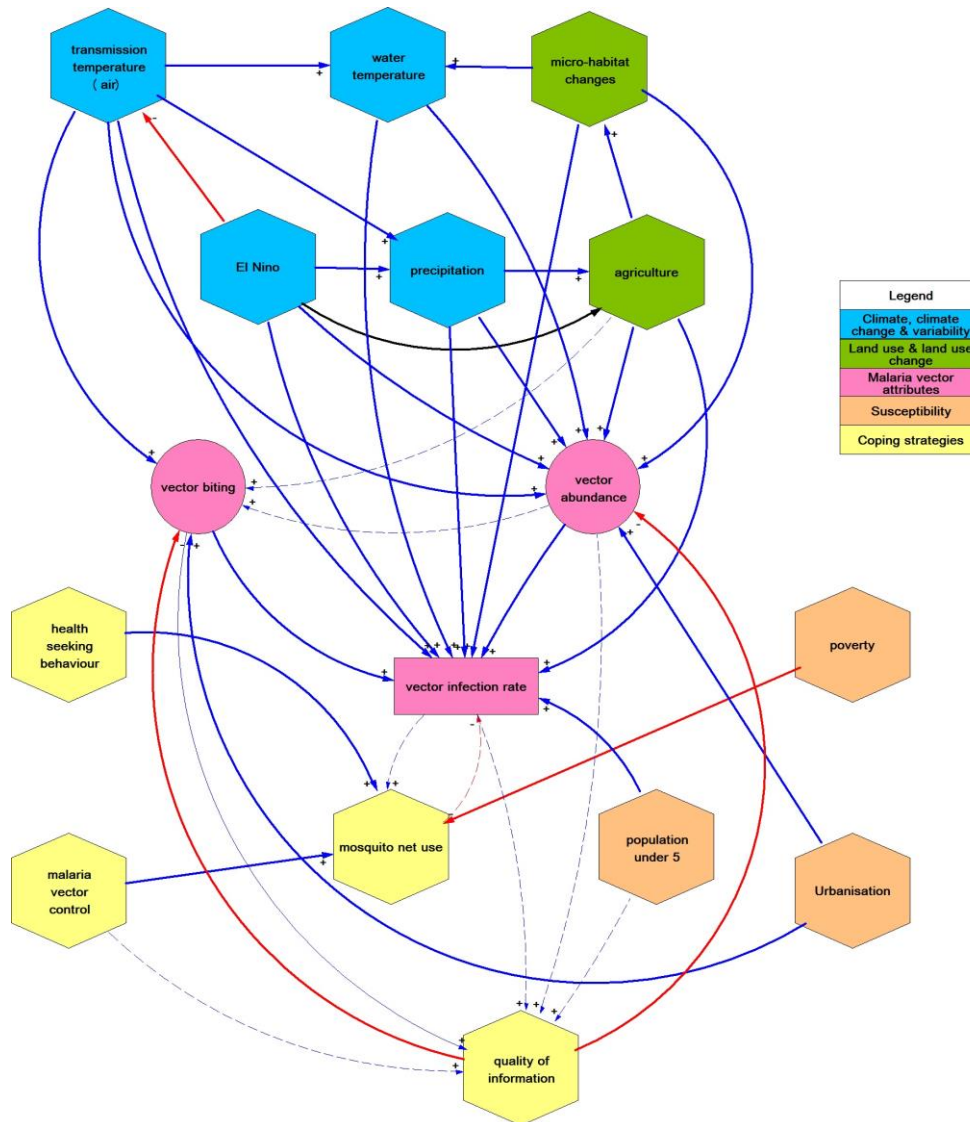 transmission
temperature
( air)
water
temperature
micro-habitat
changes
El Nino
precipitation
agriculture
Legend
Climate, climate
change & variability
Land use & land use
change
Malaria vector
attributes
Susceptibility
Coping strategies
vector biting
vector
abundance
health
seeking
behaviour
vector infection rate
poverty
malaria
vector
control
mosquito net use
population
under 5
Urbanisation
quality of
information